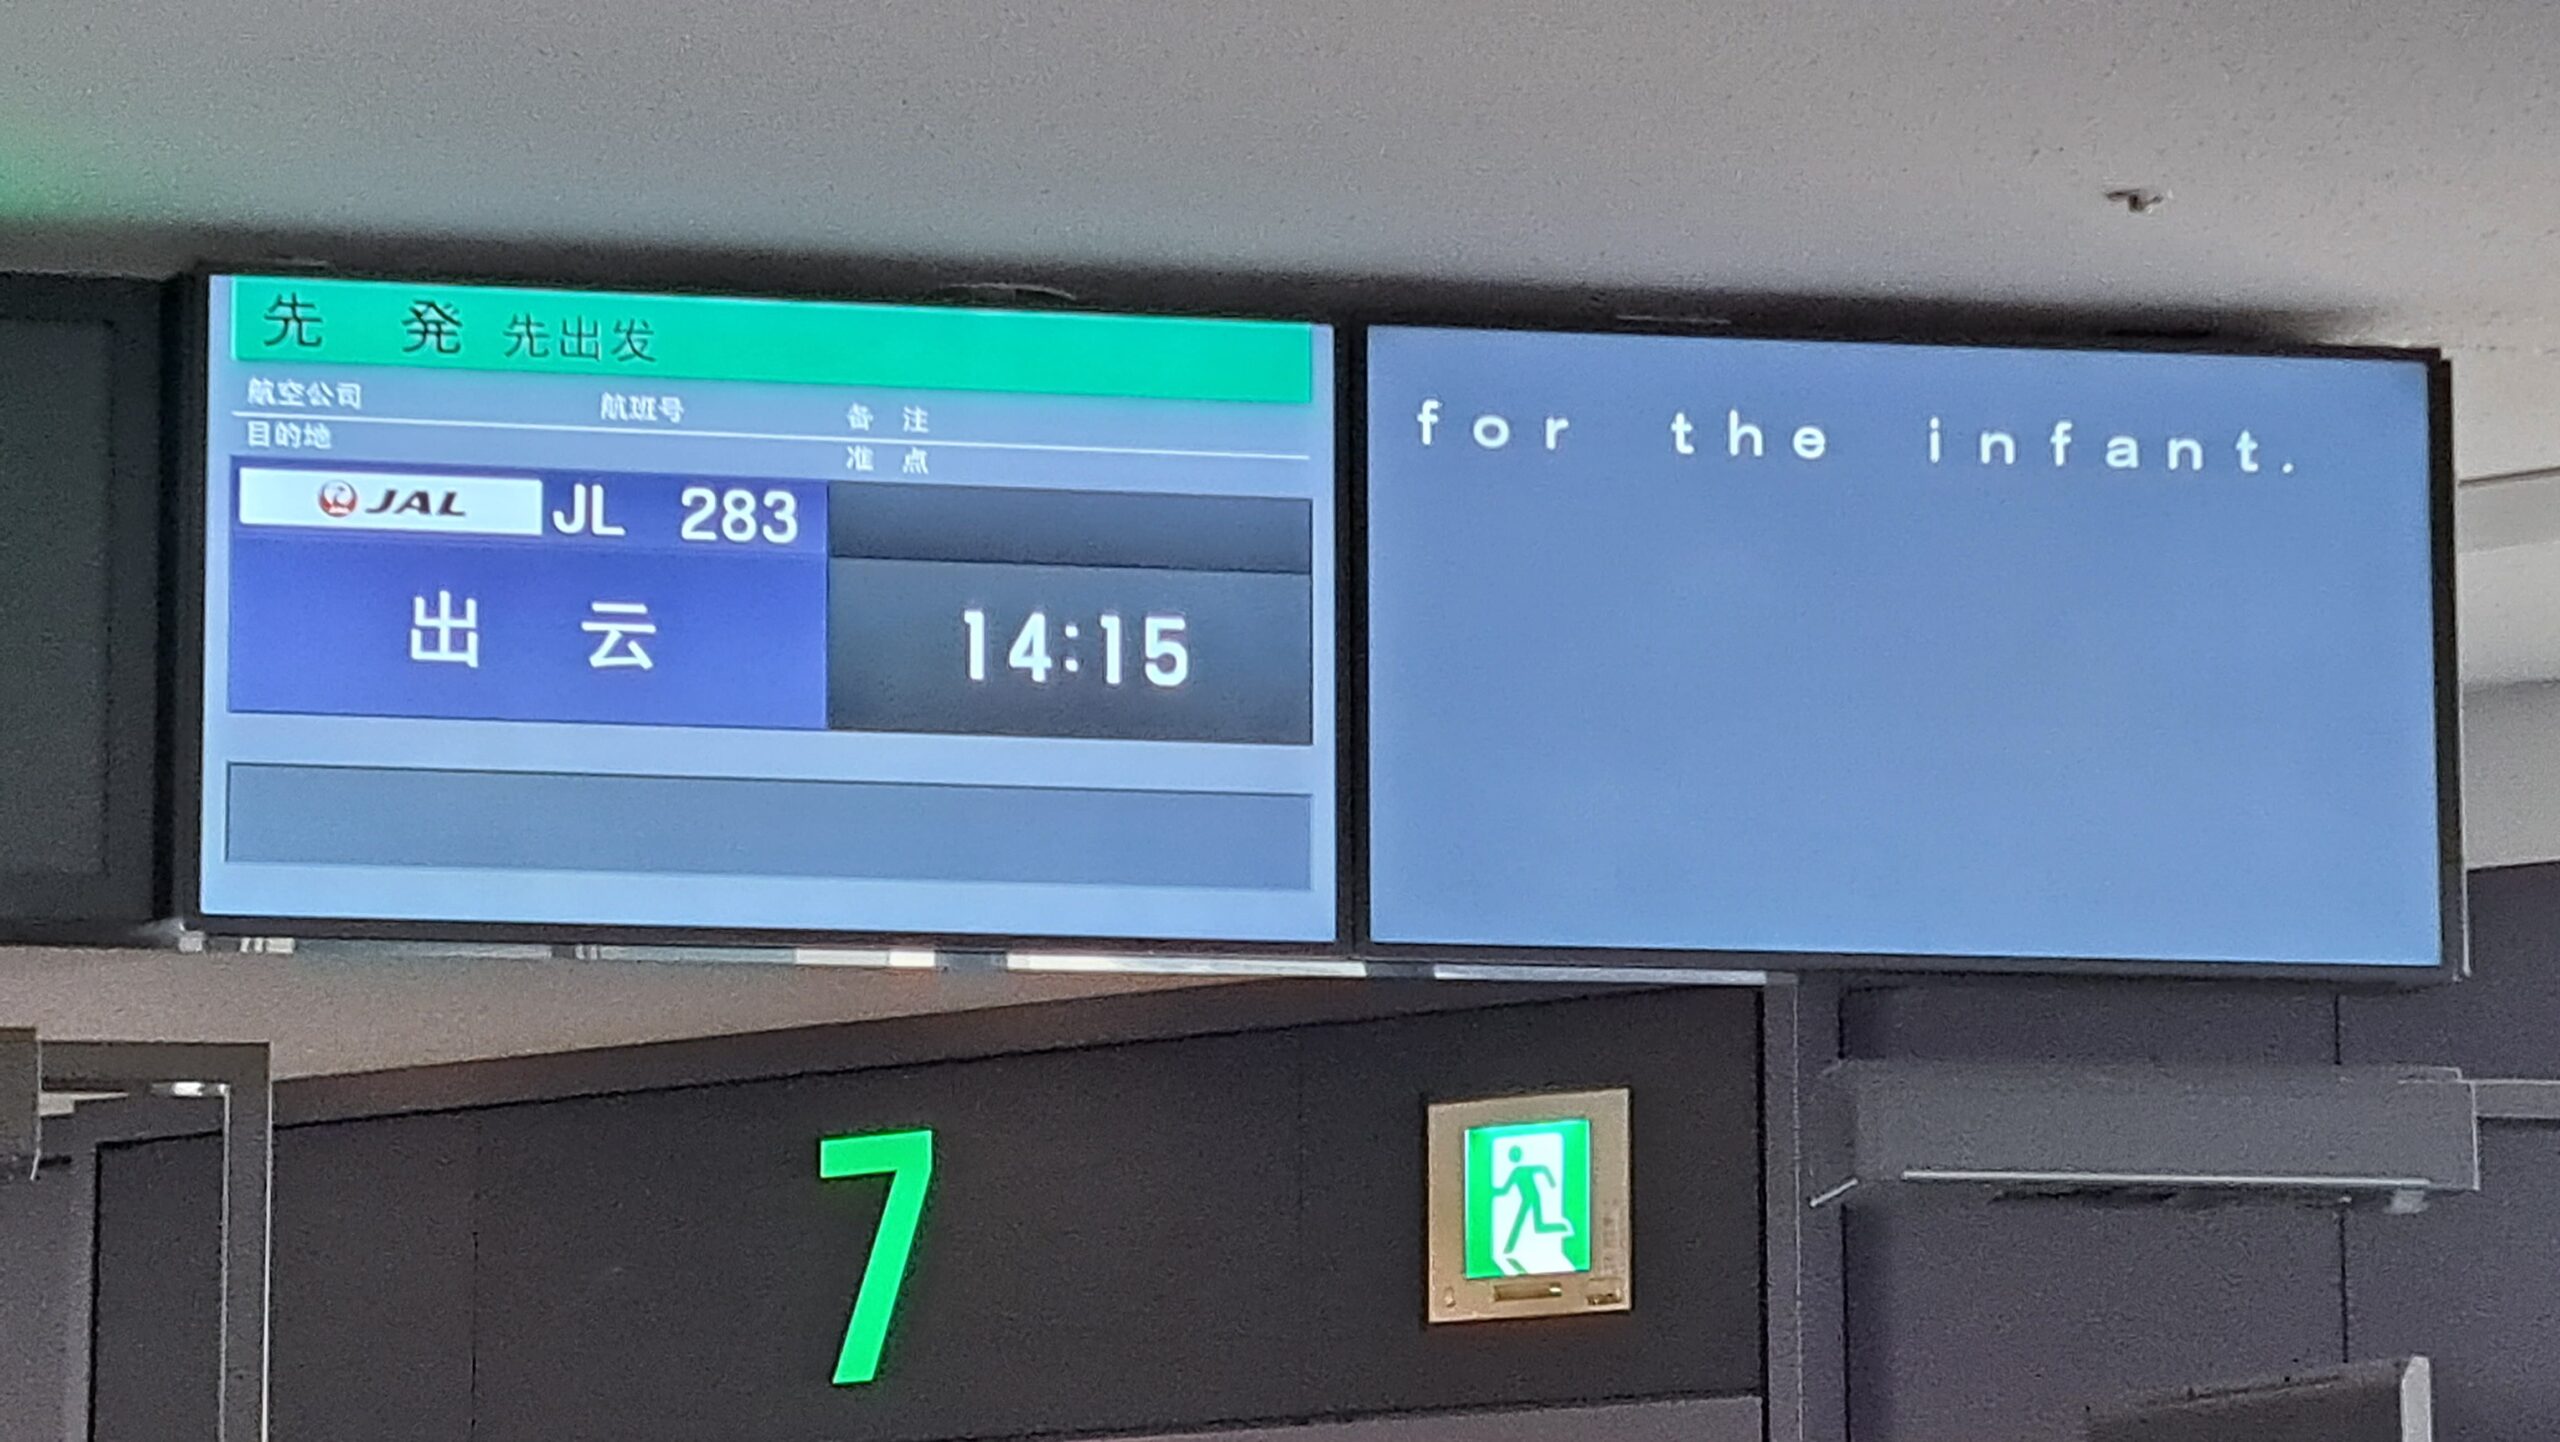 先 発 先出发
航空公司 航班号 备 注
目的地 准 点
JAL JL 283
出 云 14:15
for the infant.
7